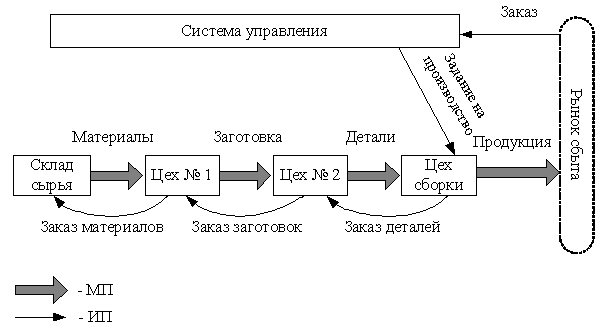 Заказ
Система управления
Задание на
производство
Рынок сбыта
Материалы
Заготовка
Детали
Продукция
Склад
сырья
Цех № 1
Цех № 2
Цех
сборки
Заказ материалов
Заказ заготовок
Заказ деталей
- МП
- ИП